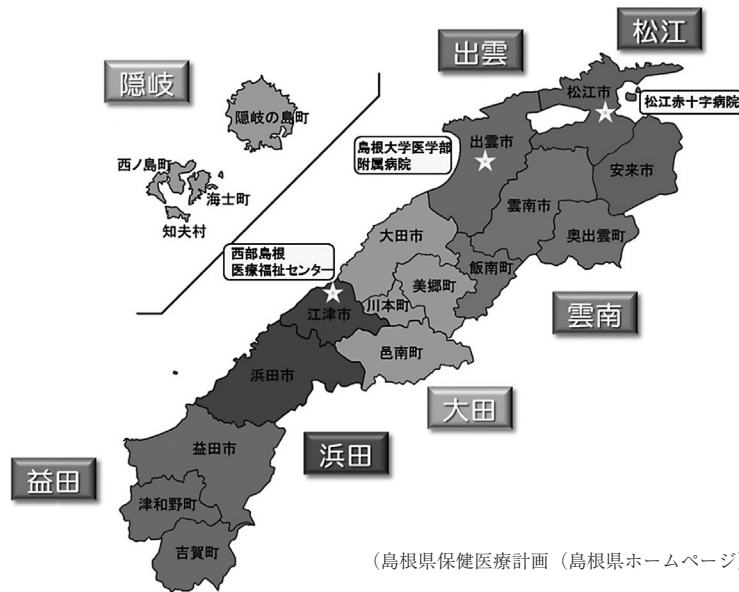 松江
出雲
隠岐
松江市
松江赤十字病院
隠岐の島町
出雲市
島根大学医学部
附属病院
西ノ島町
海士町
知夫村
安来市
雲南市
奥出雲町
大田市
飯南町
西部島根
医療福祉センター
美郷町
川本町
江津市
雲南
邑南町
浜田市
大田
益田市
浜田
益田
津和野町
吉賀町
(島根県保健医療計画(島根県ホームページ)